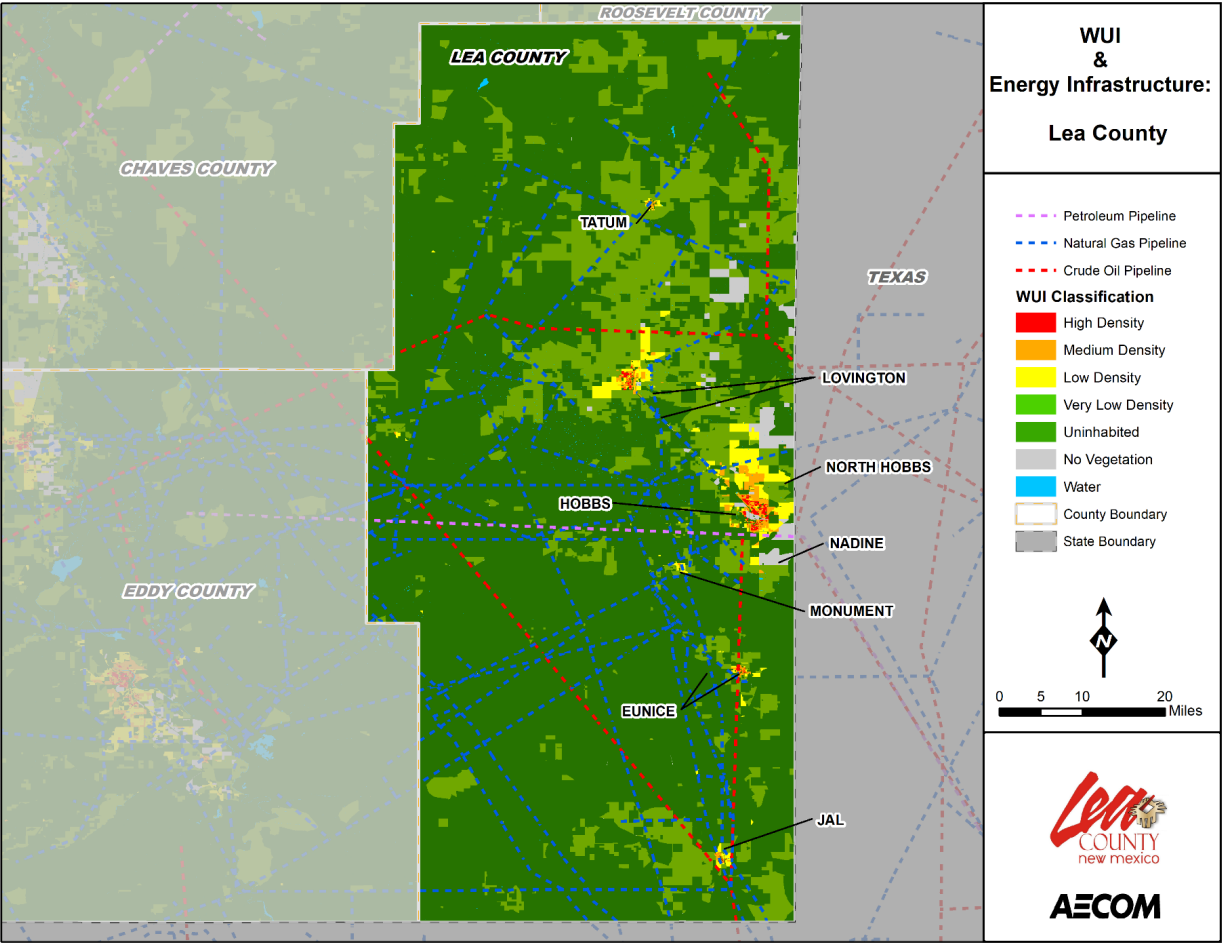 ROOSEVELT COUNTY
LEA COUNTY
CHAVES COUNTY
TATUM
TEXAS
LOVINGTON
NORTH HOBBS
HOBBS
NADINE
EDDY COUNTY
MONUMENT
EUNICE
JAL
WUI
&
Energy Infrastructure:
Lea County
Petroleum Pipeline
Natural Gas Pipeline
Crude Oil Pipeline
WUI Classification
High Density
Medium Density
Low Density
Very Low Density
Uninhabited
No Vegetation
Water
County Boundary
State Boundary
N
0 5 10 20
Miles
Lea
COUNTY
new mexico
AECOM